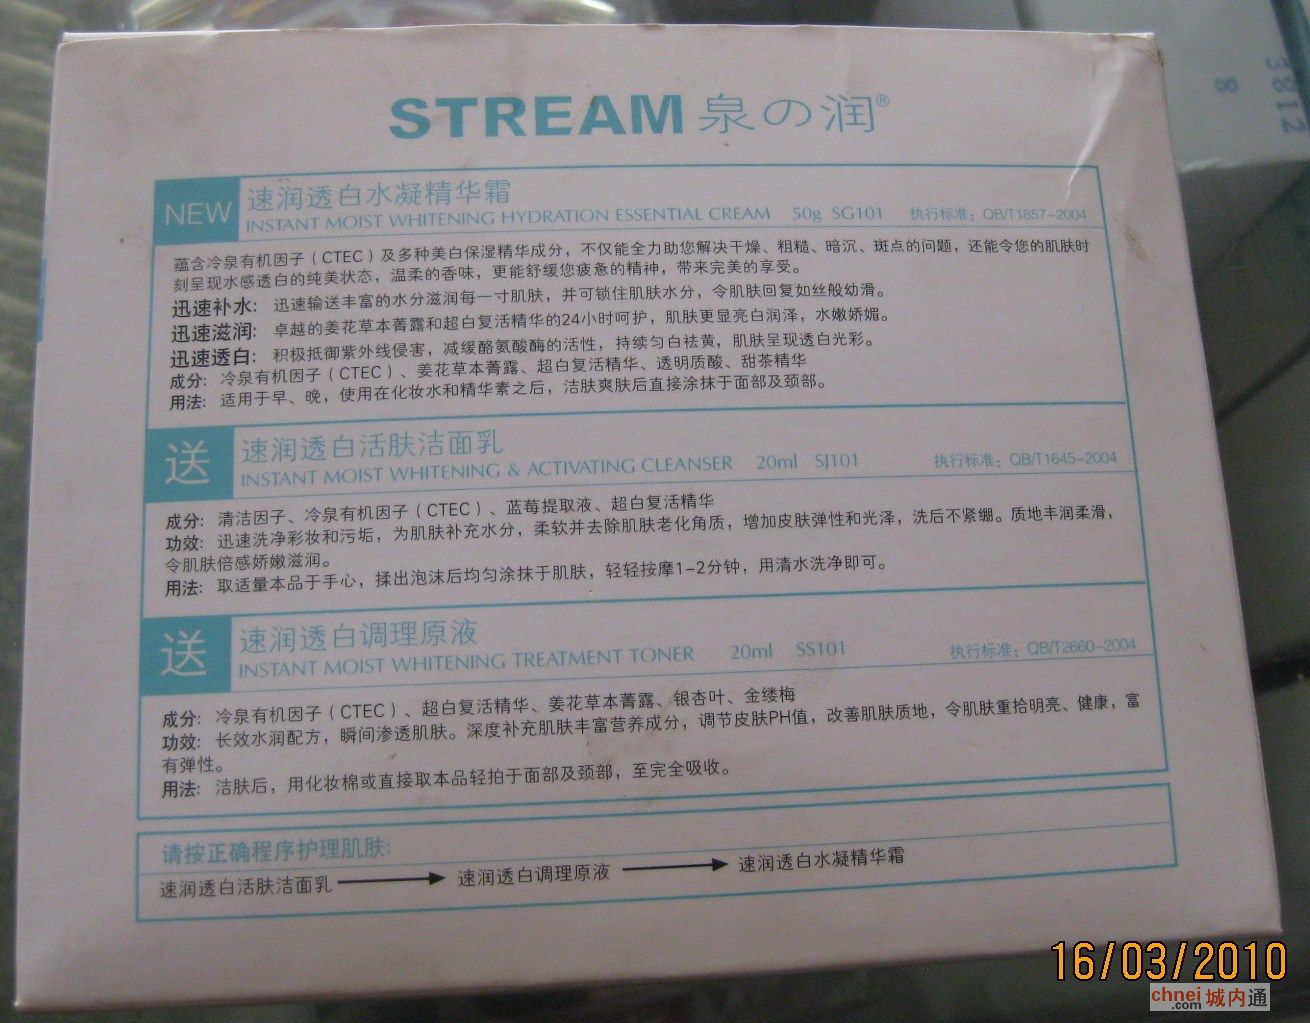 3812
8
STREAM 泉の润®
NEW 速润透白水凝精华霜
INSTANT MOIST WHITENING HYDRATION ESSENTIAL CREAM 50g SG101 执行标准：QB/T1857-2004
蕴含冷泉有机因子（CTEC）及多种美白保湿精华成分，不仅能全力助您解决干燥、粗糙、暗沉、斑点的问题，还能令您的肌肤时
刻呈现水感透白的纯美状态，温柔的香味，更能舒缓您疲惫的精神，带来完美的享受。
迅速补水：迅速输送丰富的水分滋润每一寸肌肤，并可锁住肌肤水分，令肌肤回复如丝般幼滑。
迅速滋润：卓越的姜花草本菁露和超白复活精华的24小时呵护，肌肤更显亮白润泽，水嫩娇媚。
迅速透白：积极抵御紫外线侵害，减缓酪氨酸酶的活性，持续匀白祛黄，肌肤呈现透白光彩。
成分：冷泉有机因子（CTEC）、姜花草本菁露、超白复活精华、透明质酸、甜茶精华
用法：适用于早、晚，使用在化妆水和精华素之后，洁肤爽肤后直接涂抹于面部及颈部。
送 速润透白活肤洁面乳
INSTANT MOIST WHITENING & ACTIVATING CLEANSER 20ml SJ101 执行标准：QB/T1645-2004
成分：清洁因子、冷泉有机因子（CTEC）、蓝莓提取液、超白复活精华
功效：迅速洗净彩妆和污垢，为肌肤补充水分，柔软并去除肌肤老化角质，增加皮肤弹性和光泽，洗后不紧绷。质地丰润柔滑，
令肌肤倍感娇嫩滋润。
用法：取适量本品于手心，揉出泡沫后均匀涂抹于肌肤，轻轻按摩1-2分钟，用清水洗净即可。
送 速润透白调理原液
INSTANT MOIST WHITENING TREATMENT TONER 20ml SS101 执行标准：QB/T2660-2004
成分：冷泉有机因子（CTEC）、超白复活精华、姜花草本菁露、银杏叶、金缕梅
功效：长效水润配方，瞬间渗透肌肤。深度补充肌肤丰富营养成分，调节皮肤PH值，改善肌肤质地，令肌肤重拾明亮、健康，富
有弹性。
用法：洁肤后，用化妆棉或直接取本品轻拍于面部及颈部，至完全吸收。
请按正确程序护理肌肤：
速润透白活肤洁面乳 → 速润透白调理原液 → 速润透白水凝精华霜
16/03/2010
chnei.com 城内通